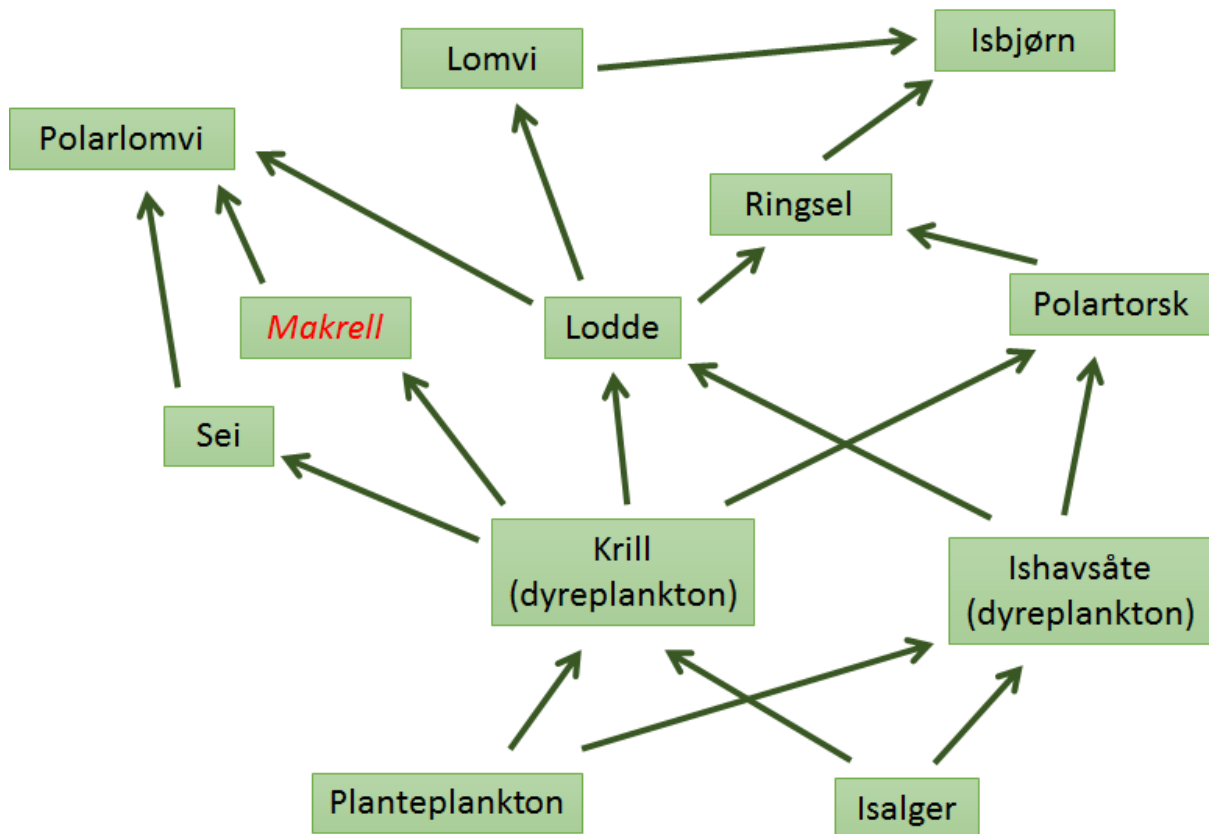 Isbjørn
Lomvi
Polarlomvi
Ringsel
Polartorsk
Makrell
Lodde
Sei
Krill
(dyreplankton)
Ishavsåte
(dyreplankton)
Planteplankton
Isalger